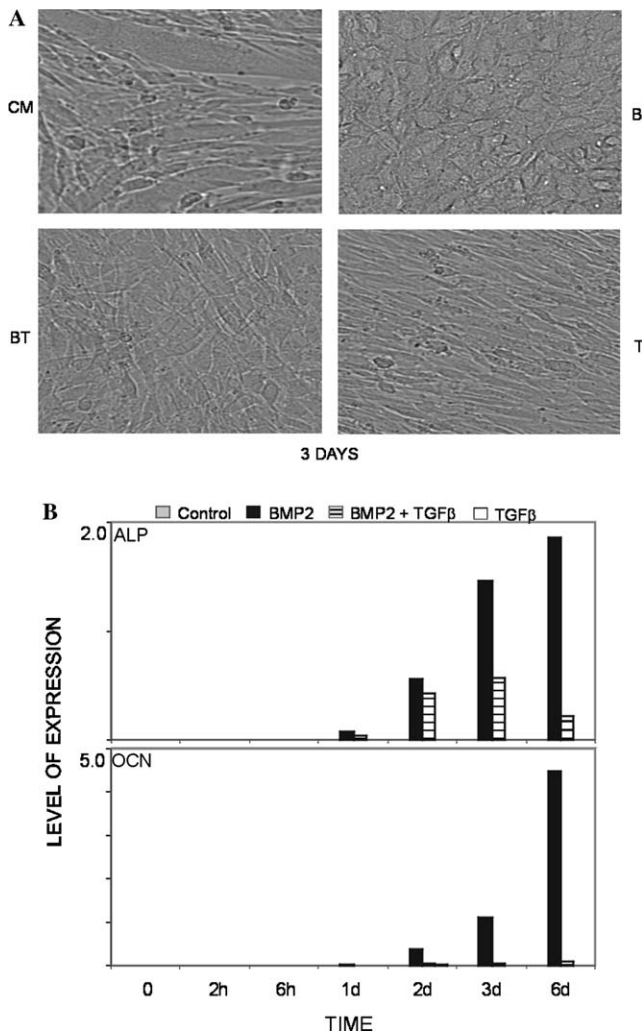 A
CM
B
BT
T
3 DAYS
B
Control BMP2 BMP2 + TGFβ TGFβ
2.0 ALP
5.0 OCN
LEVEL OF EXPRESSION
0 2h 6h 1d 2d 3d 6d
TIME